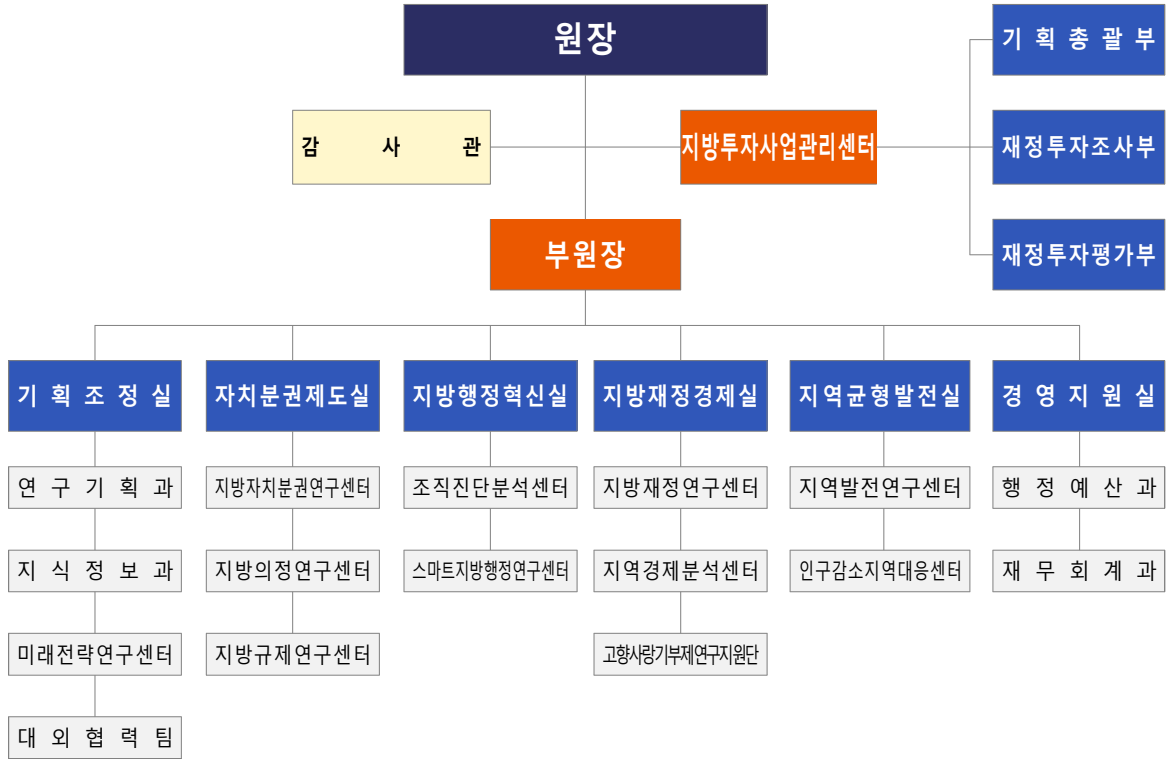 원장
기획총괄부
감사관
지방투자사업관리센터
재정투자조사부
부원장
재정투자평가부
기획조정실
자치분권제도실
지방행정혁신실
지방재정경제실
지역균형발전실
경영지원실
연구기획과
지방자치분권연구센터
조직진단분석센터
지방재정연구센터
지역발전연구센터
행정예산과
지식정보과
지방의정연구센터
스마트지방행정연구센터
지역경제분석센터
인구감소지역대응센터
재무회계과
미래전략연구센터
지방규제연구센터
고향사랑기부제연구지원단
대외협력팀